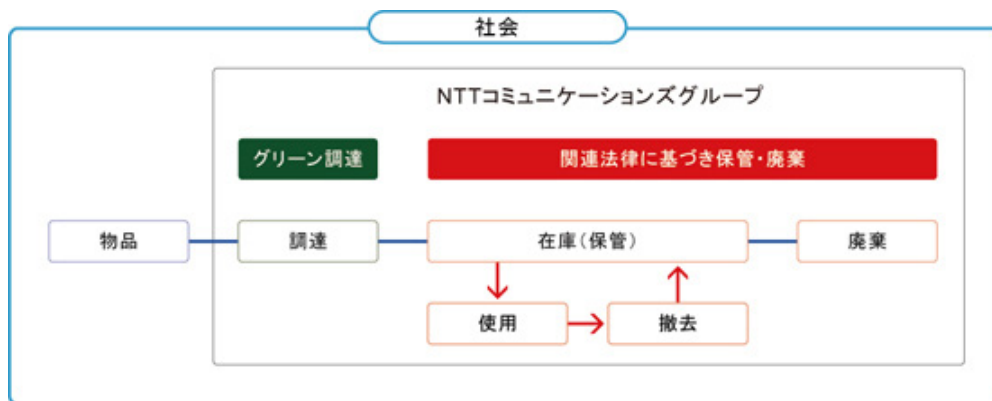 社会
NTTコミュニケーションズグループ
グリーン調達
関連法律に基づき保管・廃棄
物品
調達
在庫(保管)
廃棄
使用
撤去